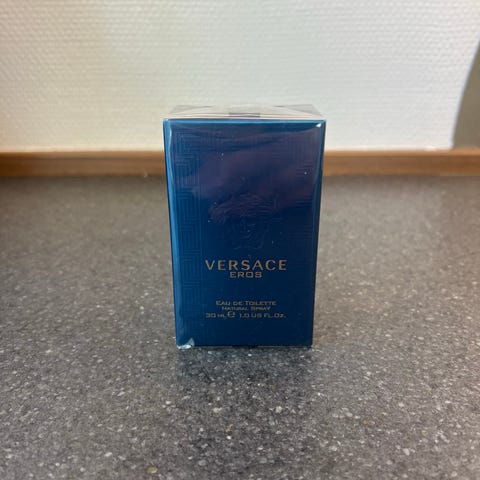 VERSACE
EROS
EAU DE TOILETTE
NATURAL SPRAY
30 ML ℮ 1.0 US FL.OZ.